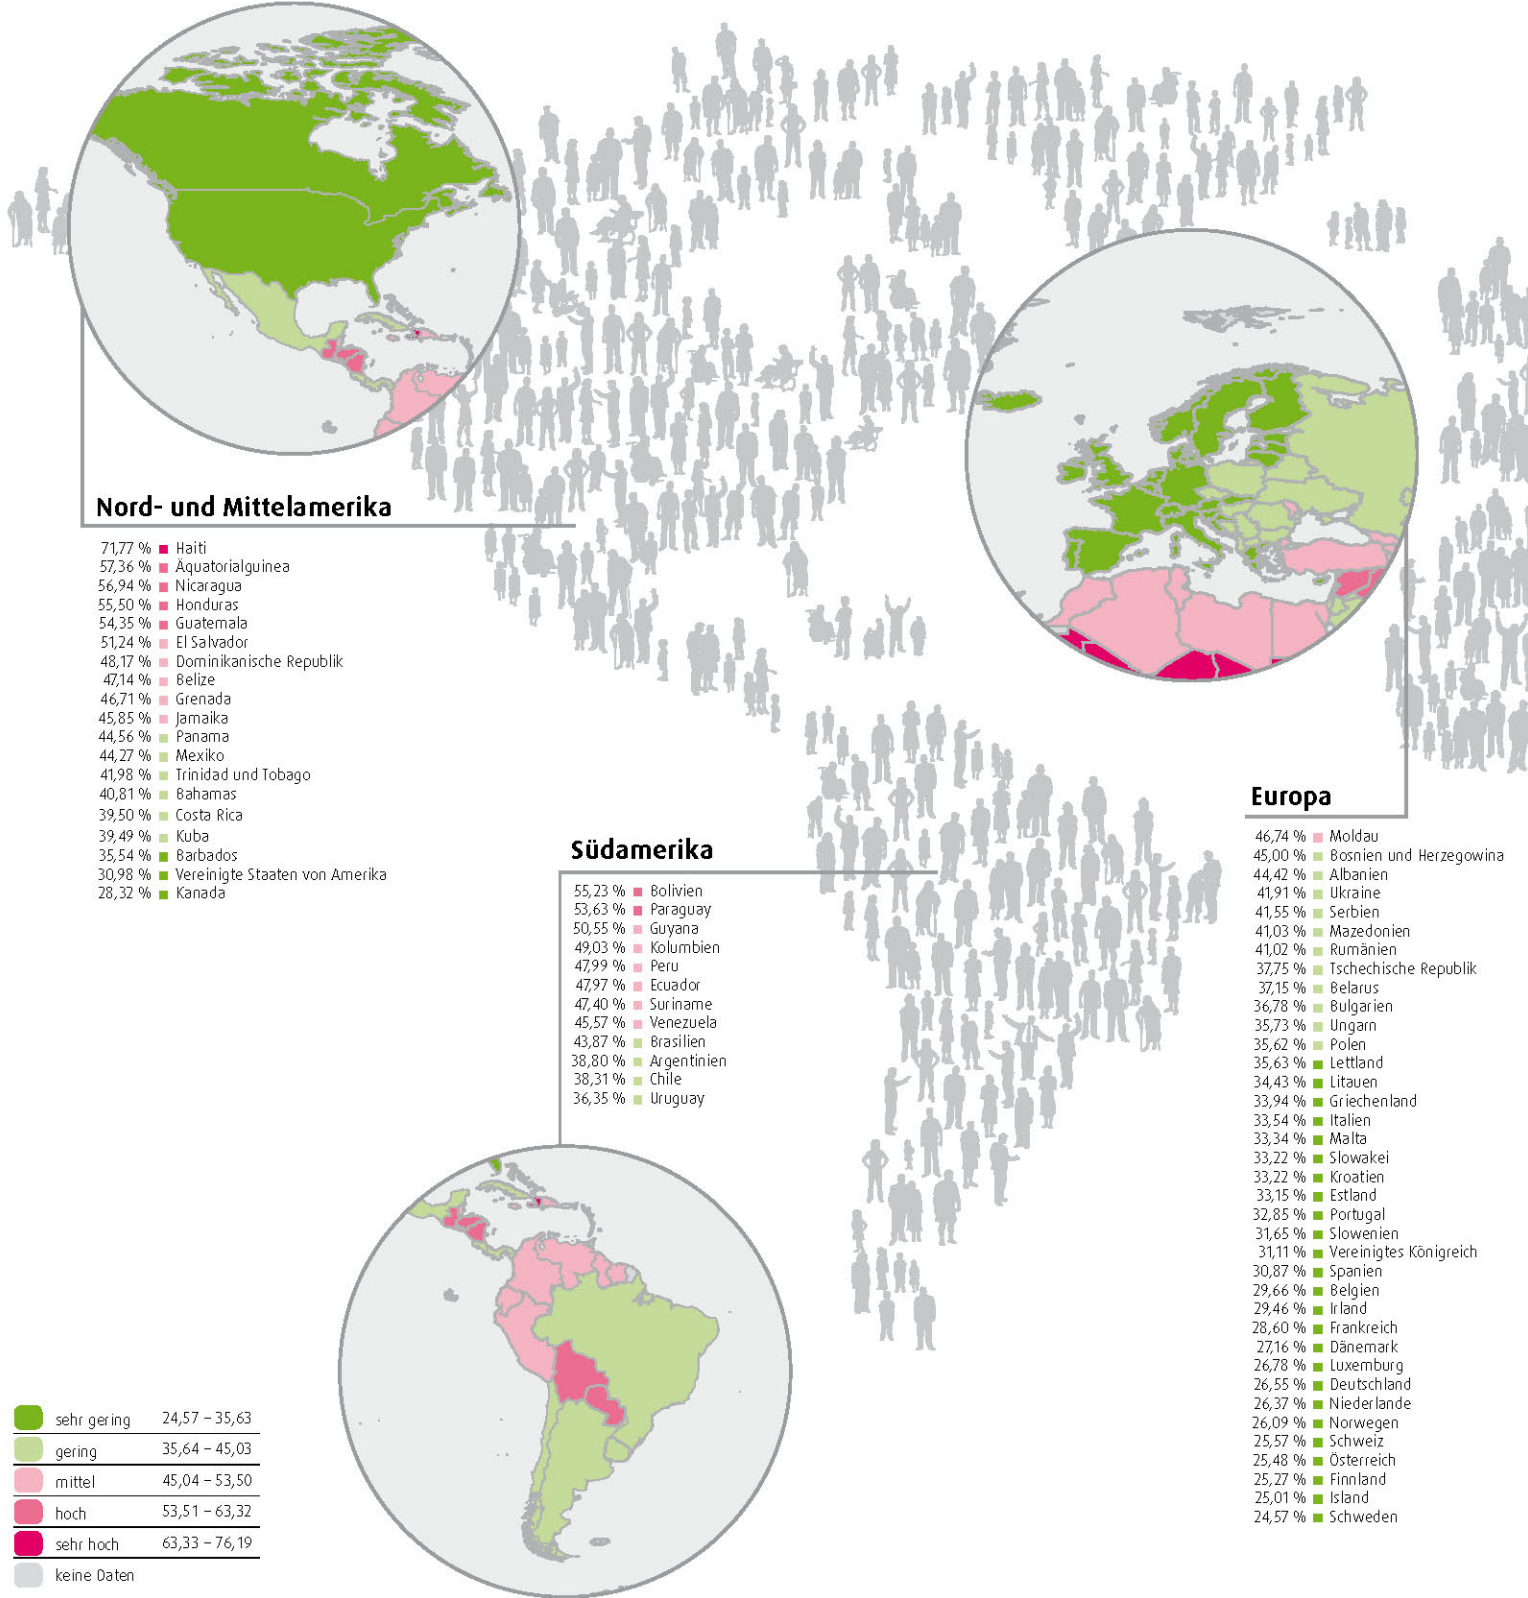 Nord- und Mittelamerika
71,77 % Haiti
57,36 % Äquatorialguinea
56,94 % Nicaragua
55,50 % Honduras
54,35 % Guatemala
51,24 % El Salvador
48,17 % Dominikanische Republik
47,14 % Belize
46,71 % Grenada
45,85 % Jamaika
44,56 % Panama
44,27 % Mexiko
41,98 % Trinidad und Tobago
40,81 % Bahamas
39,50 % Costa Rica
39,49 % Kuba
35,54 % Barbados
30,98 % Vereinigte Staaten von Amerika
28,32 % Kanada
Südamerika
55,23 % Bolivien
53,63 % Paraguay
50,55 % Guyana
49,03 % Kolumbien
47,99 % Peru
47,97 % Ecuador
47,40 % Suriname
45,57 % Venezuela
43,87 % Brasilien
38,80 % Argentinien
38,31 % Chile
36,35 % Uruguay
Europa
46,74 % Moldau
45,00 % Bosnien und Herzegowina
44,42 % Albanien
41,91 % Ukraine
41,55 % Serbien
41,03 % Mazedonien
41,02 % Rumänien
37,75 % Tschechische Republik
37,15 % Belarus
36,78 % Bulgarien
35,73 % Ungarn
35,62 % Polen
35,63 % Lettland
34,43 % Litauen
33,94 % Griechenland
33,54 % Italien
33,34 % Malta
33,22 % Slowakei
33,22 % Kroatien
33,15 % Estland
32,85 % Portugal
31,65 % Slowenien
31,11 % Vereinigtes Königreich
30,87 % Spanien
29,66 % Belgien
29,46 % Irland
28,60 % Frankreich
27,16 % Dänemark
26,78 % Luxemburg
26,55 % Deutschland
26,37 % Niederlande
26,09 % Norwegen
25,57 % Schweiz
25,48 % Österreich
25,27 % Finnland
25,01 % Island
24,57 % Schweden
sehr gering 24,57 – 35,63
gering 35,64 – 45,03
mittel 45,04 – 53,50
hoch 53,51 – 63,32
sehr hoch 63,33 – 76,19
keine Daten